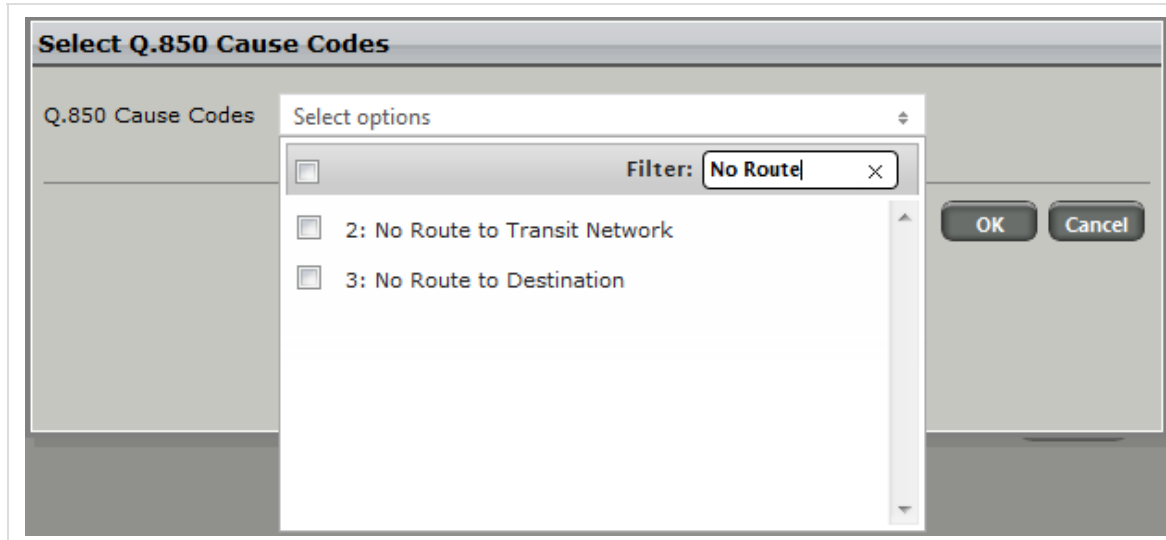 Select Q.850 Cause Codes
Q.850 Cause Codes Select options
Filter: No Route
2: No Route to Transit Network
OK Cancel
3: No Route to Destination